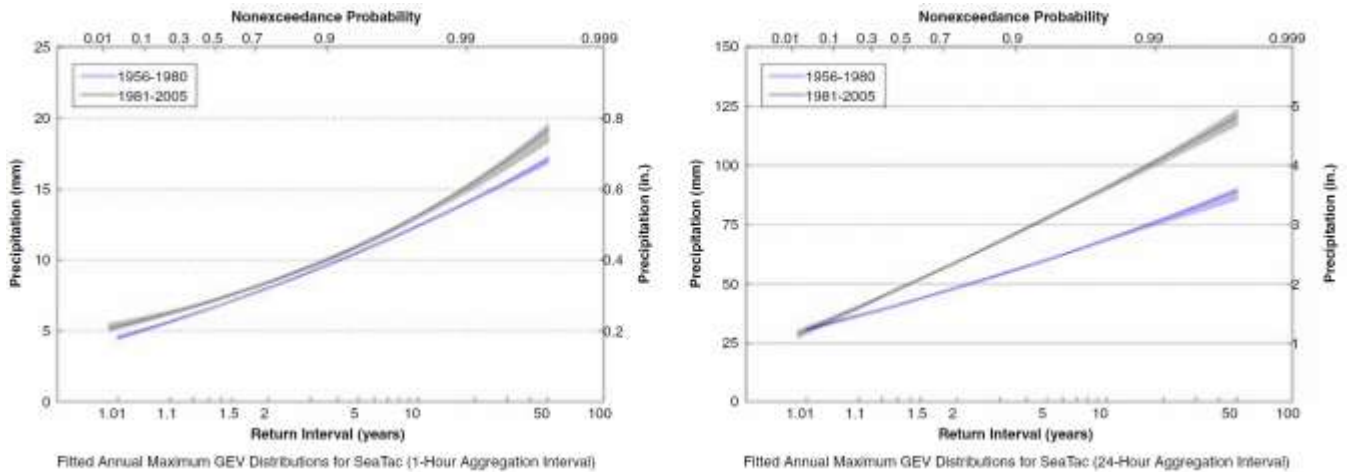 Nonexceedance Probability
0.01 0.1 0.3 0.5 0.7 0.9 0.99 0.999
25
20
15
10
5
0
Precipitation (mm)
1956-1980
1981-2005
0.8
0.6
0.4
0.2
Precipitation (in.)
1.01 1.1 1.5 2 5 10 50 100
Return Interval (years)
Fitted Annual Maximum GEV Distributions for SeaTac (1-Hour Aggregation Interval)
Nonexceedance Probability
0.01 0.1 0.3 0.5 0.7 0.9 0.99 0.999
150
125
100
75
50
25
0
Precipitation (mm)
1956-1980
1981-2005
5
4
3
2
1
Precipitation (in.)
1.01 1.1 1.5 2 5 10 50 100
Return Interval (years)
Fitted Annual Maximum GEV Distributions for SeaTac (24-Hour Aggregation Interval)